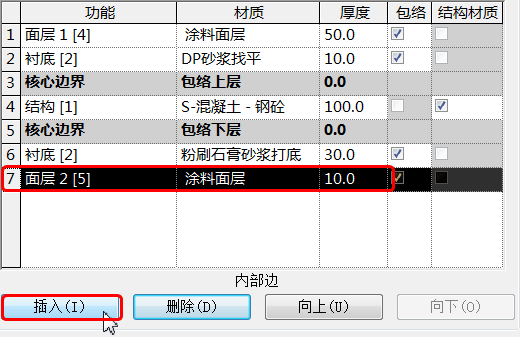 功能 材质 厚度 包络 结构材质
1 面层 1 [4] 涂料面层 50.0
2 衬底 [2] DP砂浆找平 10.0
3 核心边界 包络上层 0.0
4 结构 [1] S-混凝土 - 钢砼 100.0
5 核心边界 包络下层 0.0
6 衬底 [2] 粉刷石膏砂浆打底 30.0
7 面层 2 [5] 涂料面层 10.0
内部边
插入(I) 删除(D) 向上(U) 向下(O)